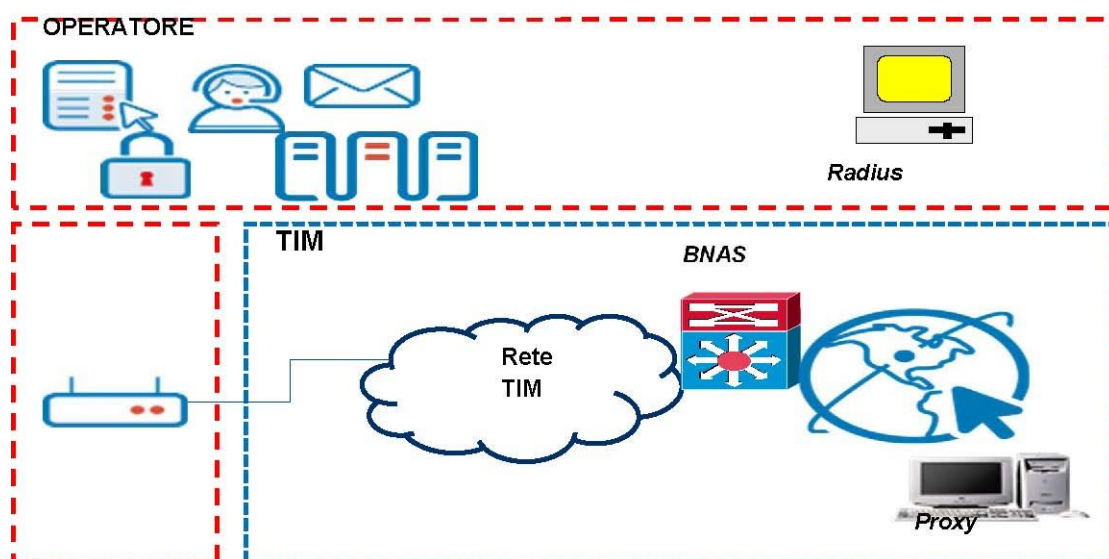 OPERATORE
Radius
TIM
BNAS
Rete
TIM
Proxy